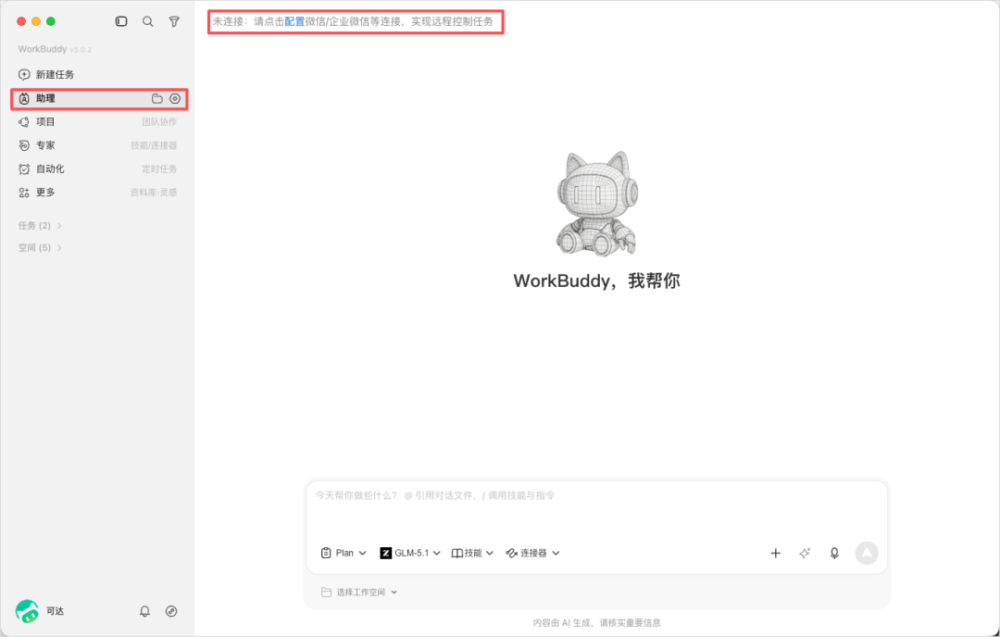 未连接：请点击配置微信/企业微信等连接，实现远程控制任务
WorkBuddy v5.0.2
新建任务
助理
项目 团队协作
专家 技能/连接器
自动化 定时任务
更多 资料库·灵感
任务 (2)
空间 (5)
WorkBuddy，我帮你
今天帮你做些什么？ @ 引用对话文件，/ 调用技能与指令
Plan GLM-5.1 技能 连接器
选择工作空间
内容由 AI 生成，请核实重要信息
可达